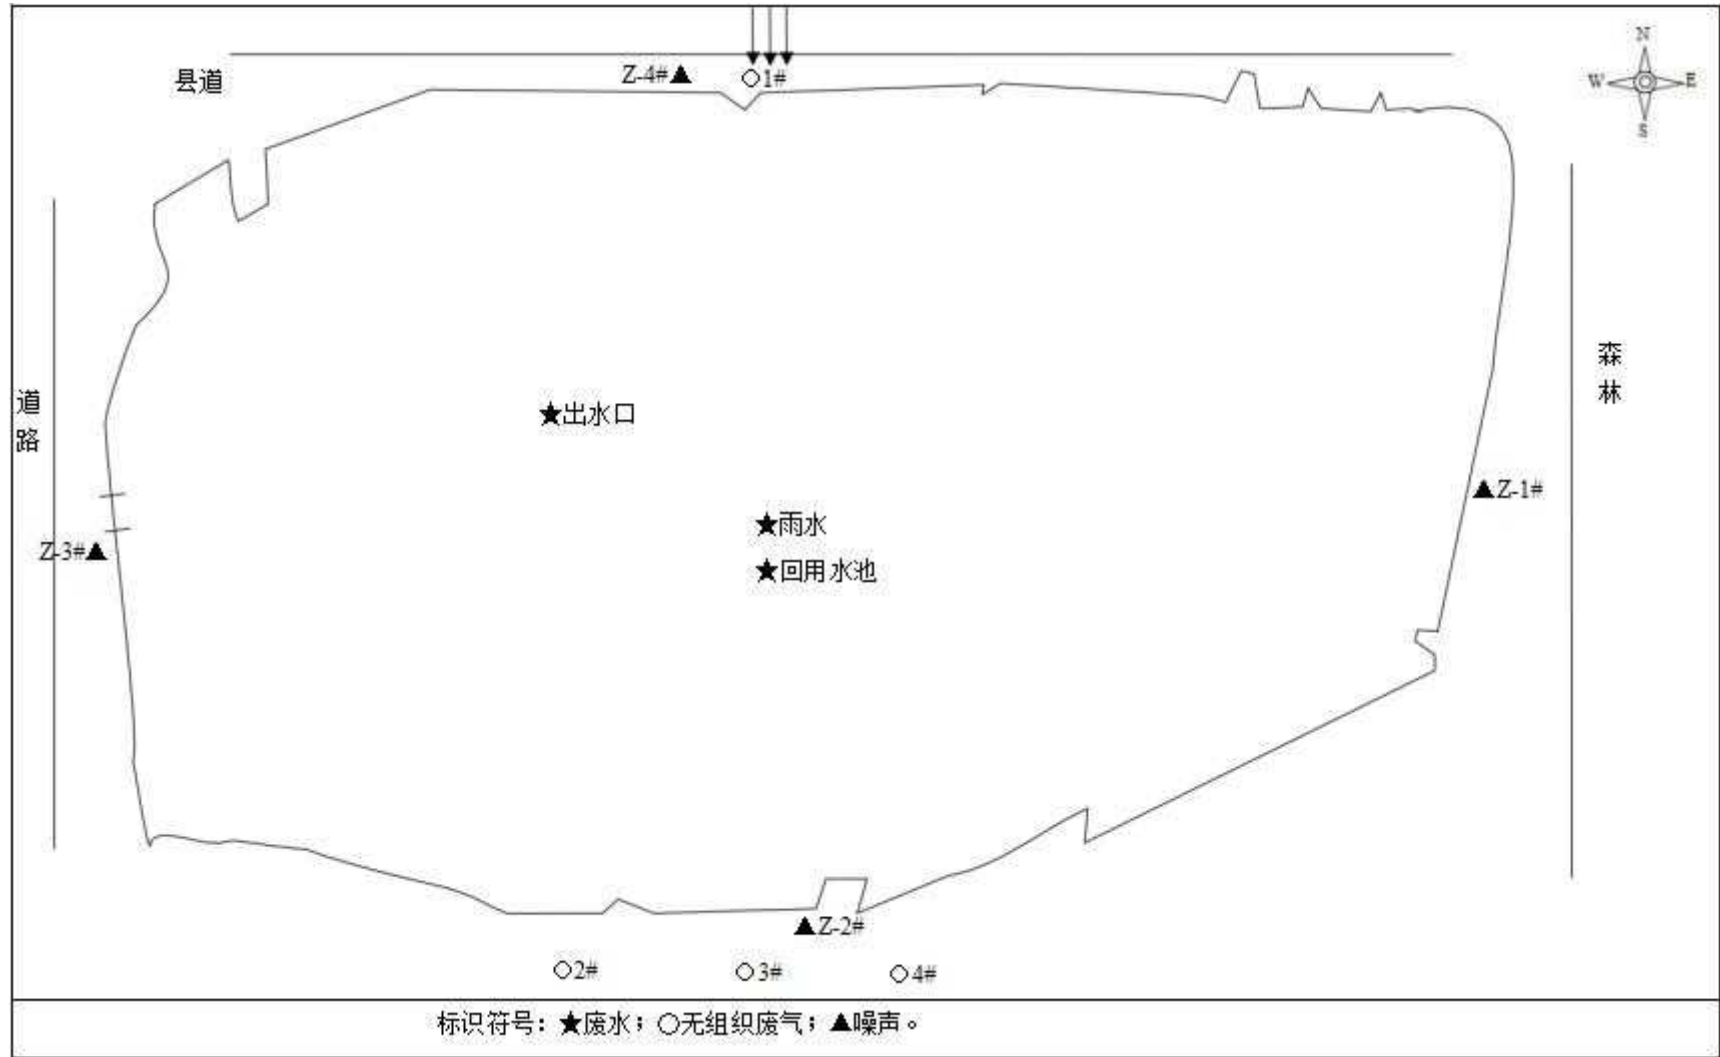 N
县道
Z-4#▲
○1#
W
E
S
森林
道路
★出水口
▲Z-1#
★雨水
Z-3#▲
★回用水池
▲Z-2#
○2#
○3#
○4#
标识符号：★废水；○无组织废气；▲噪声。